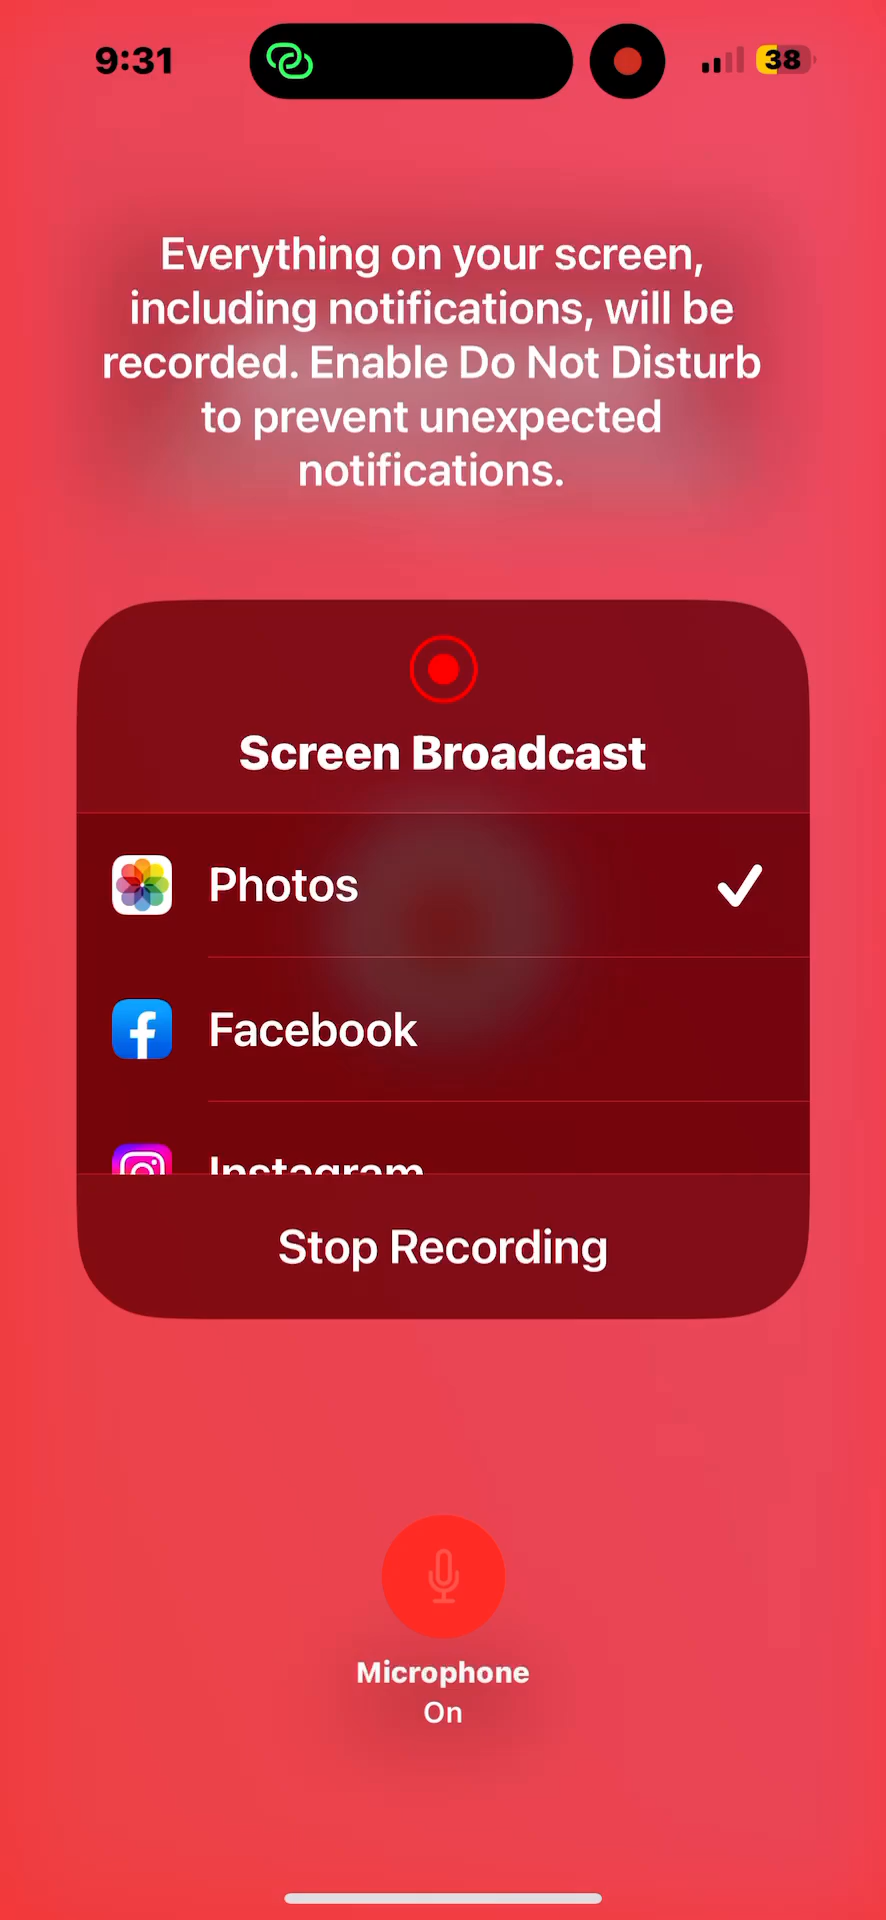 9:31
38
Everything on your screen,
including notifications, will be
recorded. Enable Do Not Disturb
to prevent unexpected
notifications.
Screen Broadcast
Photos
Facebook
Instagram
Stop Recording
Microphone
On